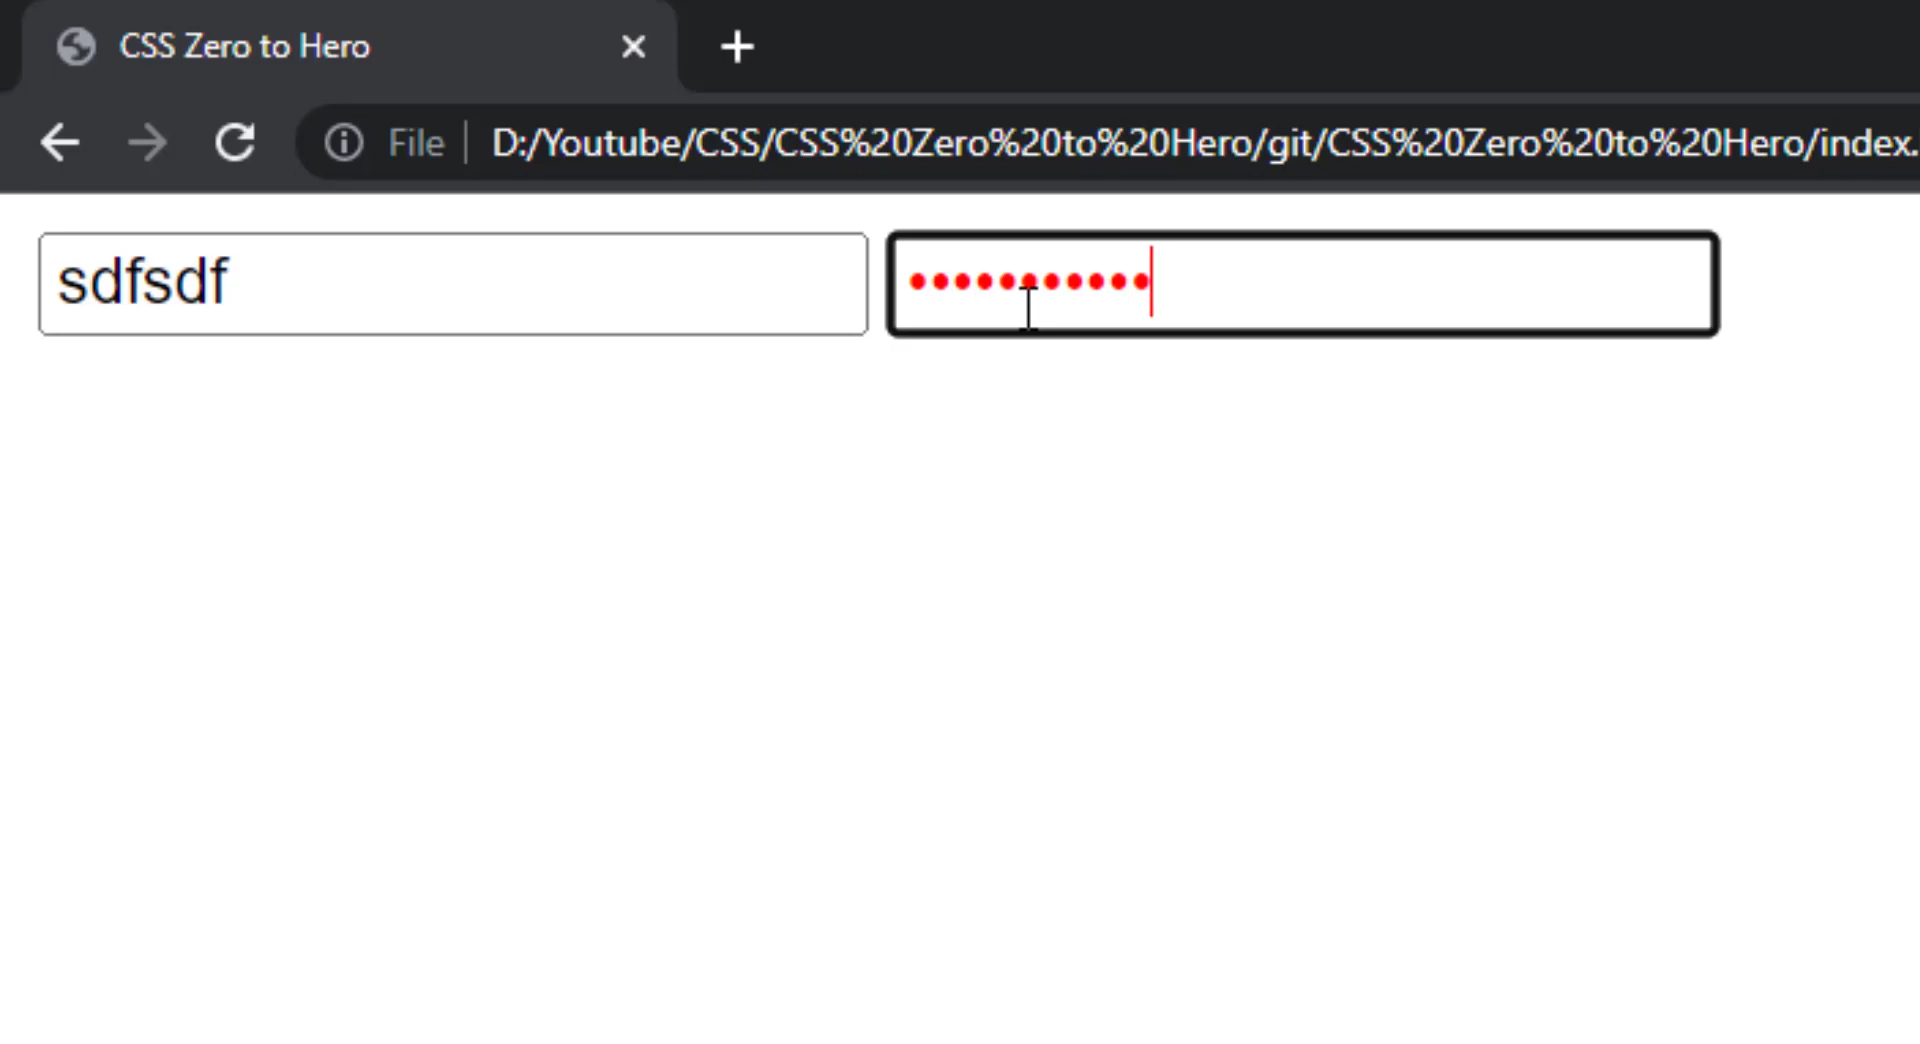 CSS Zero to Hero
File D:/Youtube/CSS/CSS%20Zero%20to%20Hero/git/CSS%20Zero%20to%20Hero/index.
sdfsdf •••••••••••